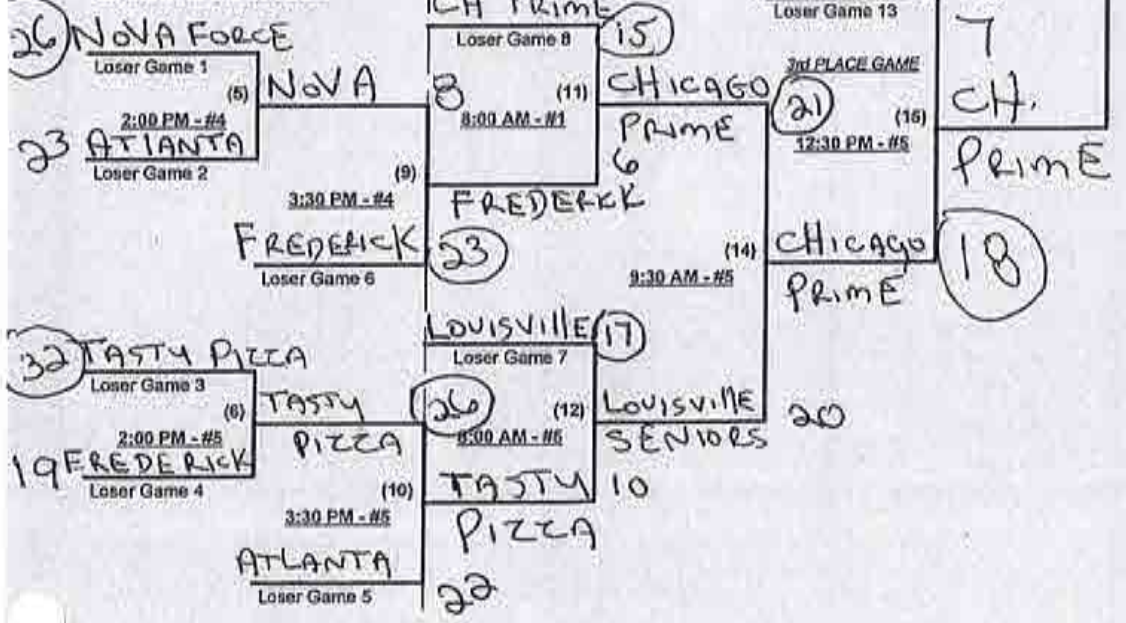 CH PRIME
Loser Game 8
15
Loser Game 13
7
26 NOVA FORCE
Loser Game 1
(5) NOVA
8
(11) CHICAGO
PRIME
21
3rd PLACE GAME
(15)
CH.
PRIME
2:00 PM - #4
8:00 AM - #1
12:30 PM - #5
23 ATLANTA
Loser Game 2
6
(9)
3:30 PM - #4
FREDERKK
FREDERICK 23
Loser Game 6
(14) CHICAGO
PRIME
18
9:30 AM - #5
LOUISVILLE 17
Loser Game 7
32 TASTY PIZZA
Loser Game 3
(6) TASTY
PIZZA
26
(12) LOUISVILLE
SENIORS
20
2:00 PM - #5
8:00 AM - #6
19 FREDERICK
Loser Game 4
(10) TASTY
PIZZA
10
3:30 PM - #5
ATLANTA
Loser Game 5
22